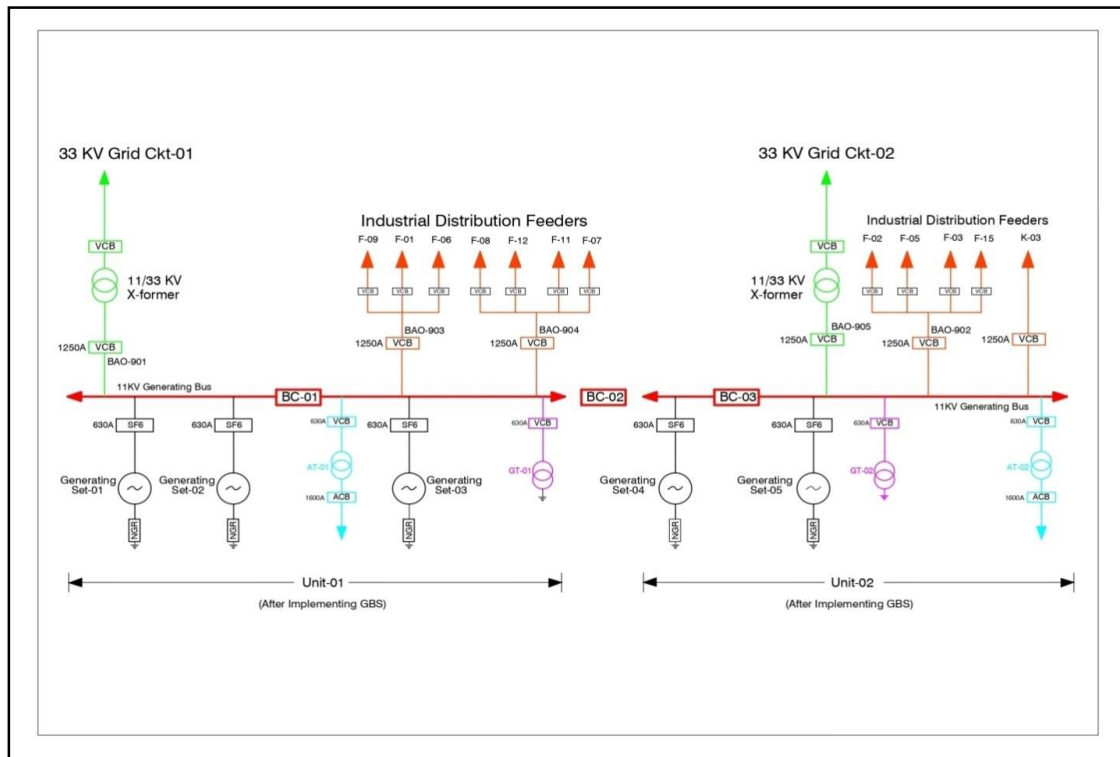 33 KV Grid Ckt-01
33 KV Grid Ckt-02
Industrial Distribution Feeders
Industrial Distribution Feeders
F-09 F-01 F-06 F-08 F-12 F-11 F-07
F-02 F-05 F-03 F-15 K-03
VCB
VCB
11/33 KV
X-former
11/33 KV
X-former
VCB VCB VCB VCB VCB VCB VCB
VCB VCB VCB VCB
1250A VCB
BAO-901
BAO-903
1250A VCB
BAO-904
1250A VCB
BAO-905
1250A VCB
BAO-902
1250A VCB
1250A VCB
11KV Generating Bus
BC-01
BC-02
BC-03
11KV Generating Bus
630A SF6
630A SF6
630A VCB
630A SF6
630A VCB
630A SF6
630A SF6
630A VCB
630A VCB
AT-01
GT-01
GT-02
AT-02
Generating
Set-01
Generating
Set-02
Generating
Set-03
Generating
Set-04
Generating
Set-05
1600A ACB
1600A ACB
NGR
NGR
NGR
NGR
NGR
Unit-01
(After Implementing GBS)
Unit-02
(After Implementing GBS)